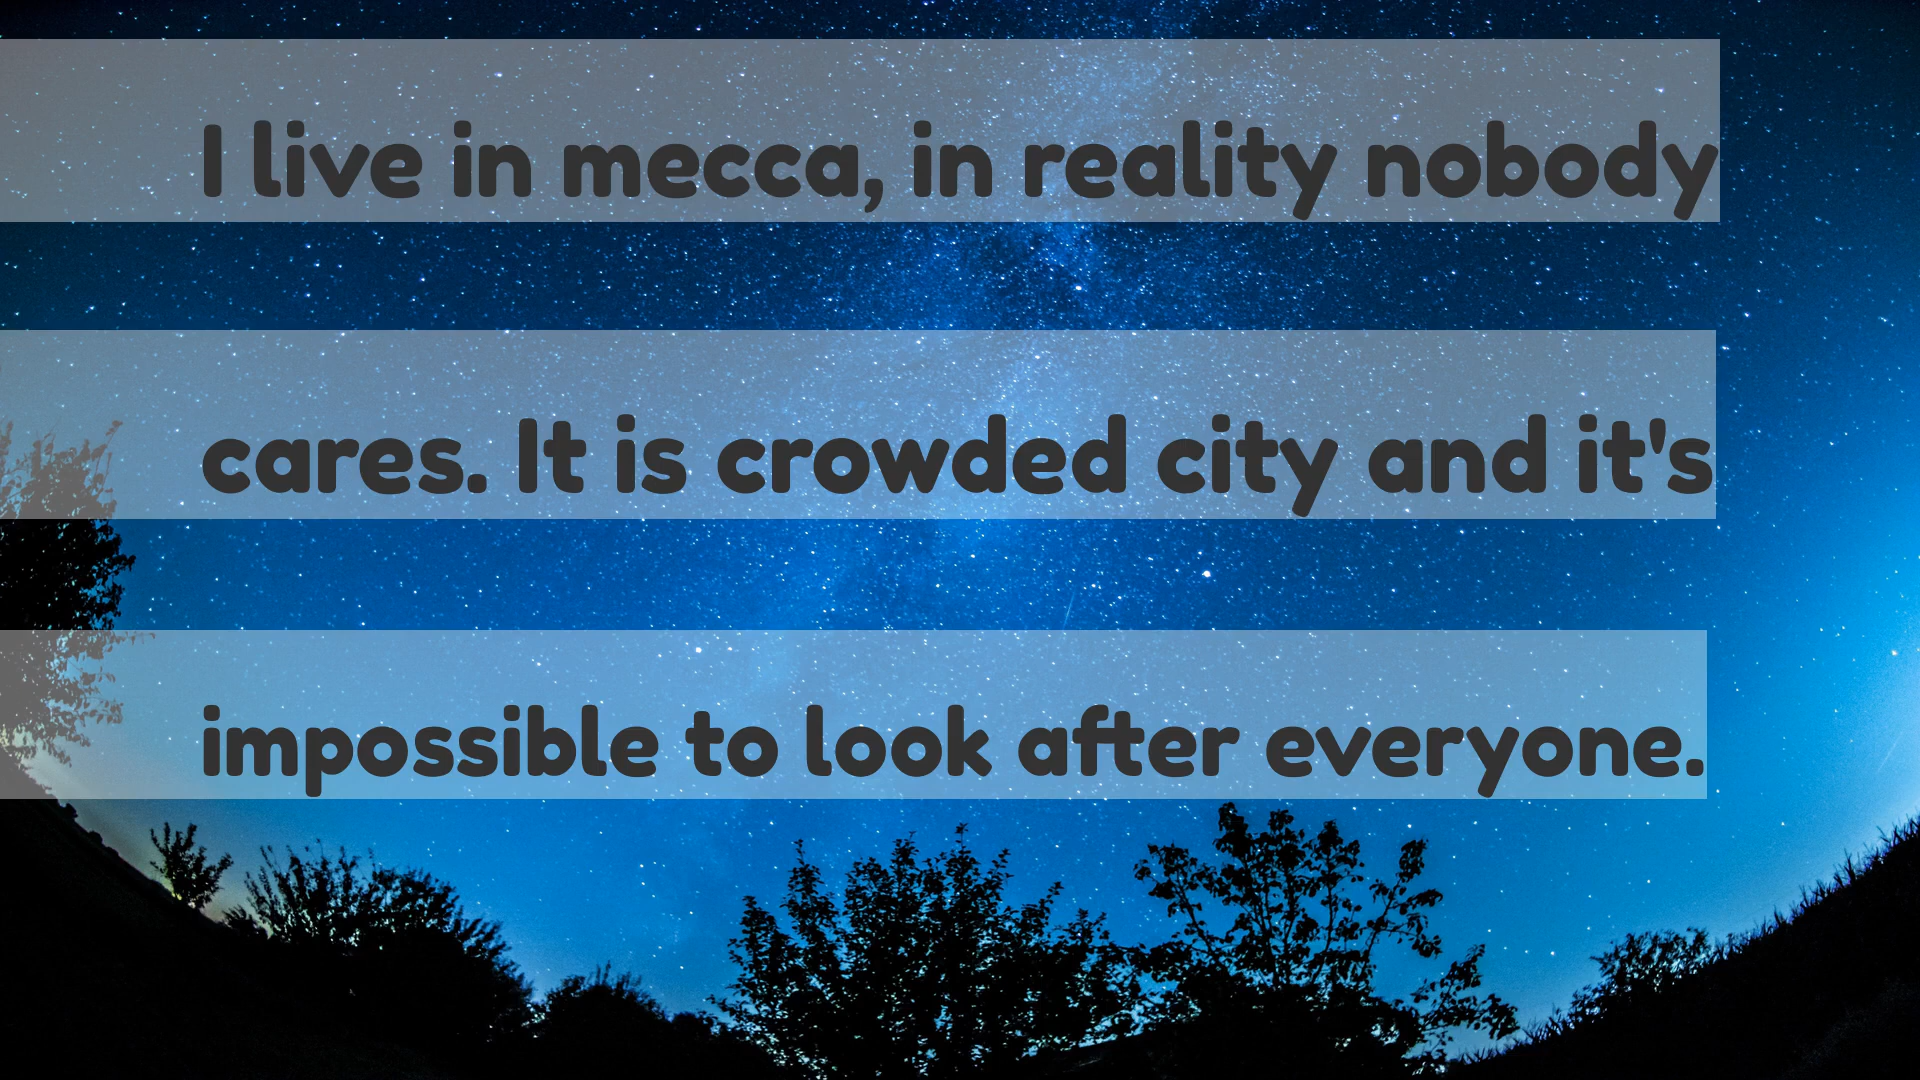 I live in mecca, in reality nobody
cares. It is crowded city and it's
impossible to look after everyone.